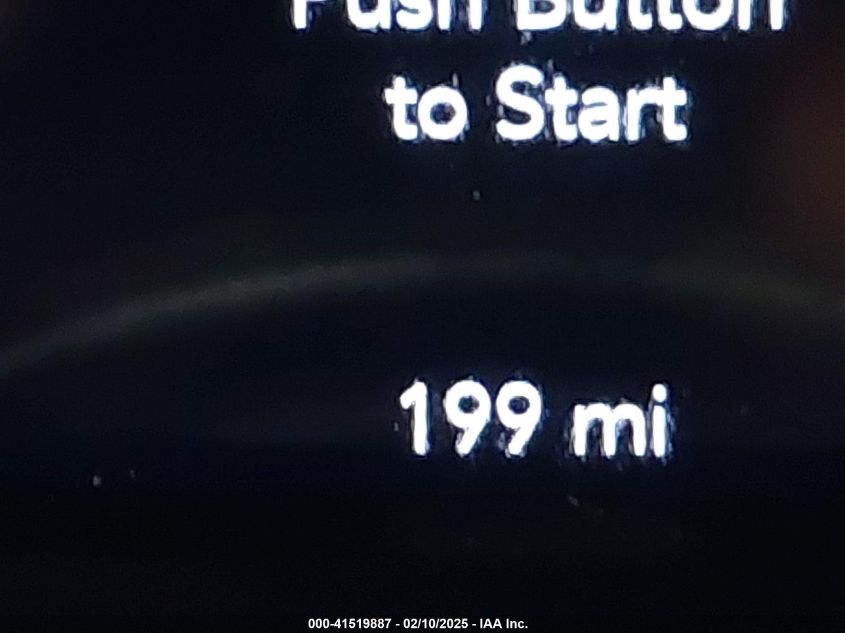 Push Button
to Start
199 mi
000-41519887 - 02/10/2025 - IAA Inc.